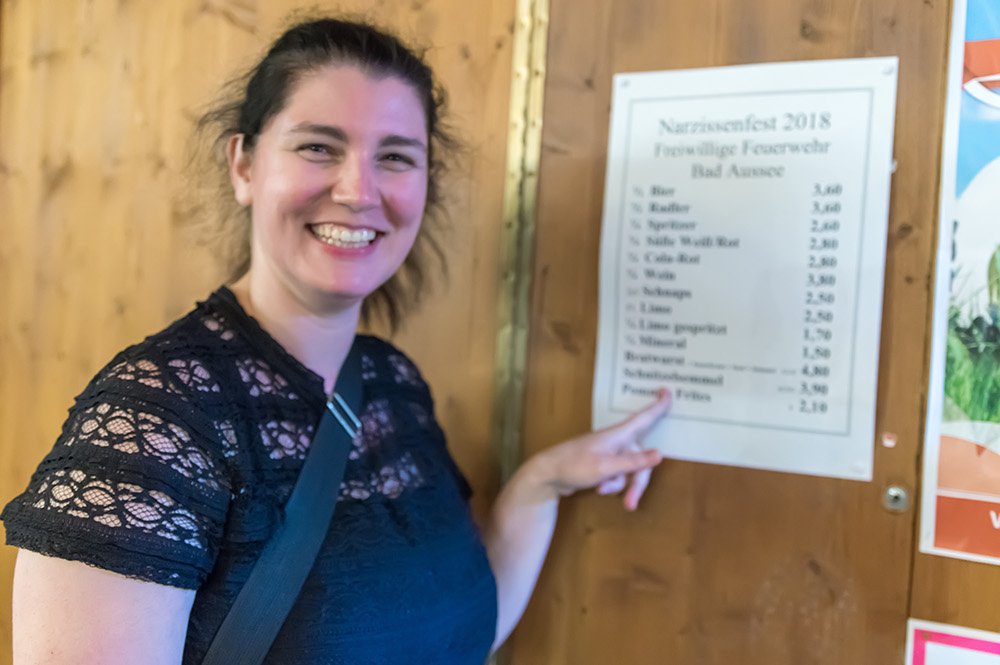 Narzissenfest 2018
Freiwillige Feuerwehr
Bad Aussee
Bier 3,60
Radler 3,60
Spritzer 2,60
Süße Weiß/Rot 2,80
Cola-Rot 2,80
Wein 3,80
Schnaps 2,50
Limo 2,50
Limo gespritzt 1,70
Mineral 1,50
Bratwurst 4,80
Schnitzelsemmel 3,90
Frites 2,10